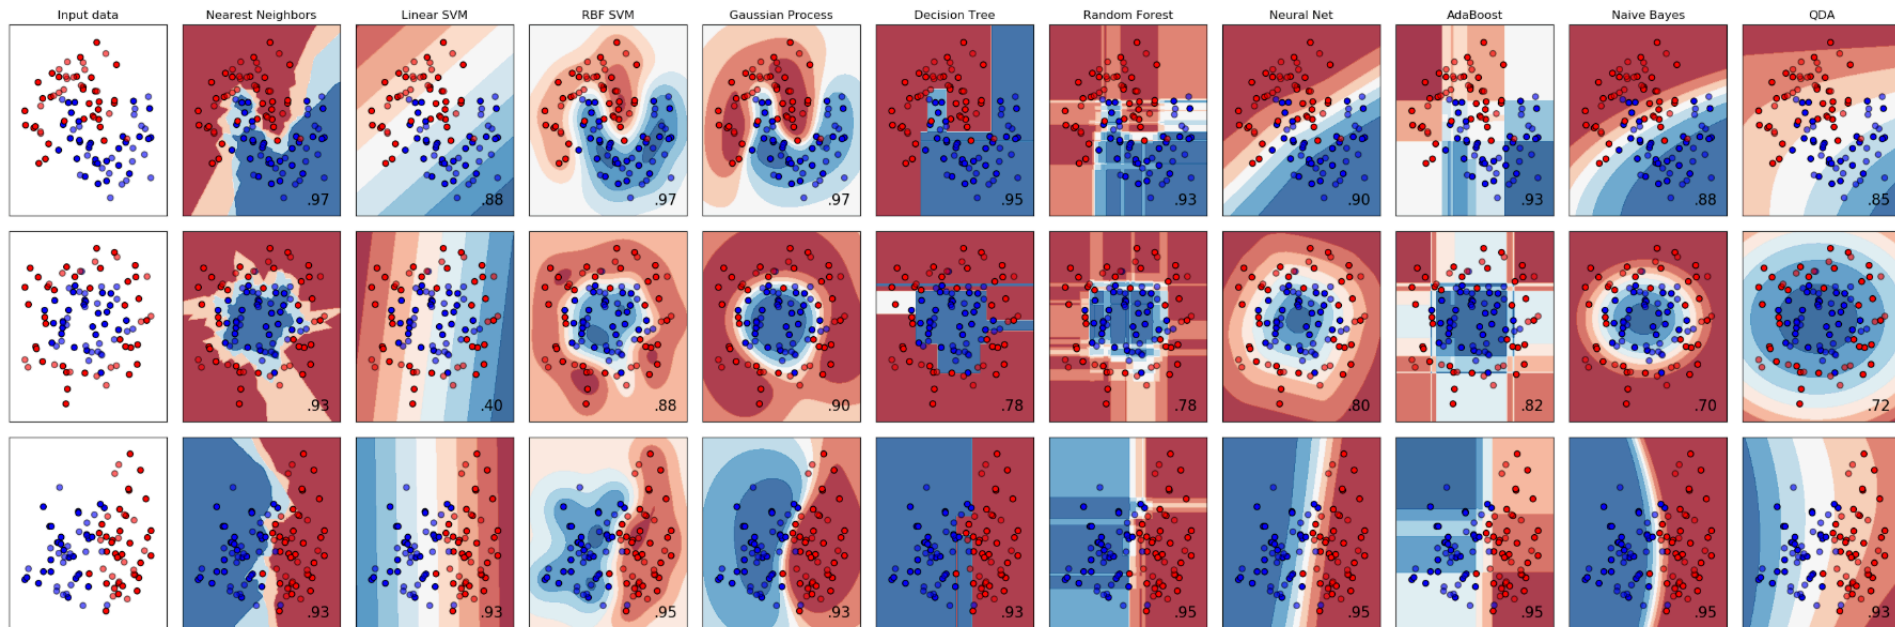 Input data Nearest Neighbors Linear SVM RBF SVM Gaussian Process Decision Tree Random Forest Neural Net AdaBoost Naive Bayes QDA
.97 .88 .97 .97 .95 .93 .90 .93 .88 .85
.93 .40 .88 .90 .78 .78 .80 .82 .70 .72
.93 .93 .95 .93 .93 .95 .95 .95 .95 .93